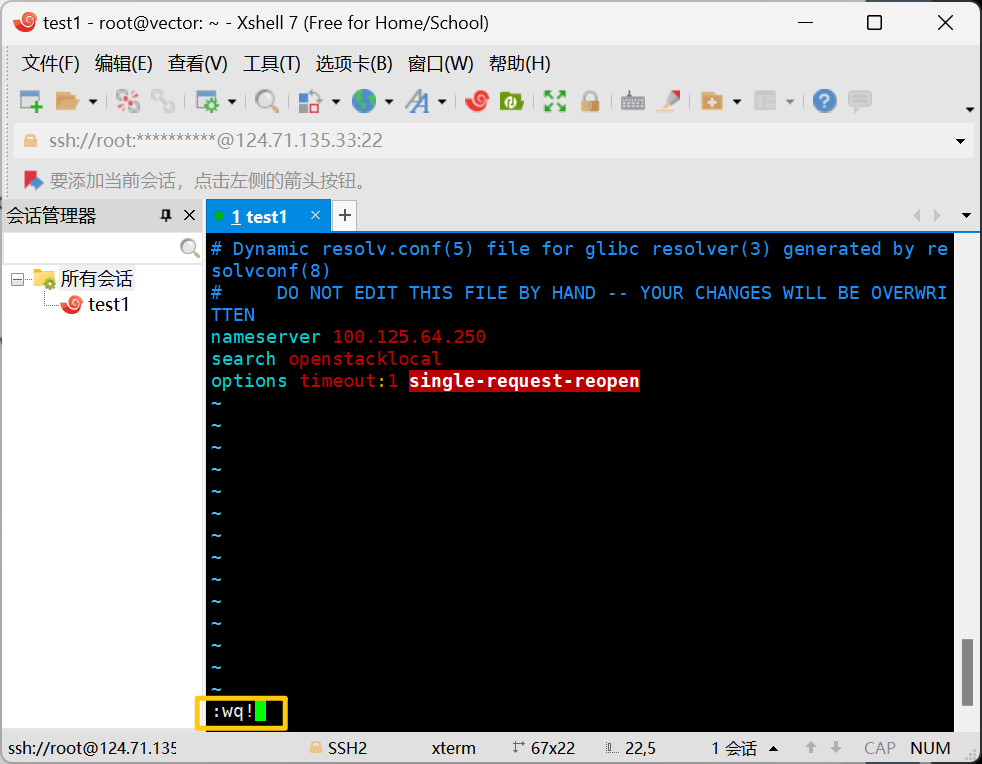 test1 - root@vector: ~ - Xshell 7 (Free for Home/School)
文件(F) 编辑(E) 查看(V) 工具(T) 选项卡(B) 窗口(W) 帮助(H)
ssh://root:**********@124.71.135.33:22
要添加当前会话，点击左侧的箭头按钮。
会话管理器
1 test1
所有会话
test1
# Dynamic resolv.conf(5) file for glibc resolver(3) generated by re
solvconf(8)
#     DO NOT EDIT THIS FILE BY HAND -- YOUR CHANGES WILL BE OVERWRI
TTEN
nameserver 100.125.64.250
search openstacklocal
options timeout:1 single-request-reopen
~
~
~
~
~
~
~
~
~
~
~
~
~
~
:wq!
ssh://root@124.71.135 SSH2 xterm 67x22 22,5 1 会话 CAP NUM